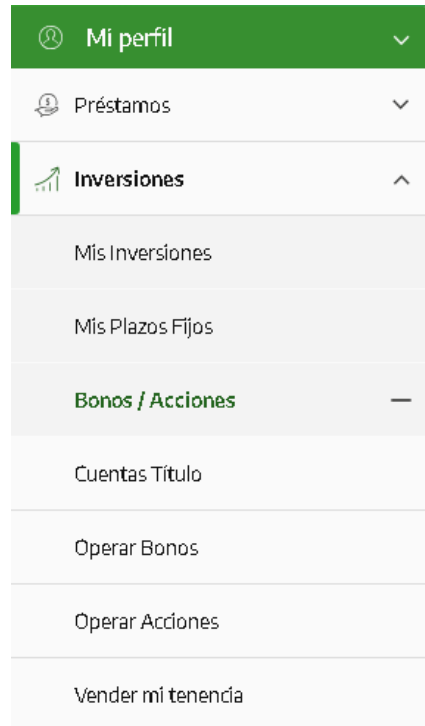 Mi perfil
Préstamos
Inversiones
Mis Inversiones
Mis Plazos Fijos
Bonos / Acciones
Cuentas Título
Operar Bonos
Operar Acciones
Vender mi tenencia